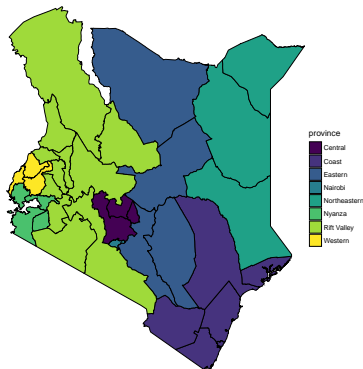 province
Central
Coast
Eastern
Nairobi
Northeastern
Nyanza
Rift Valley
Western